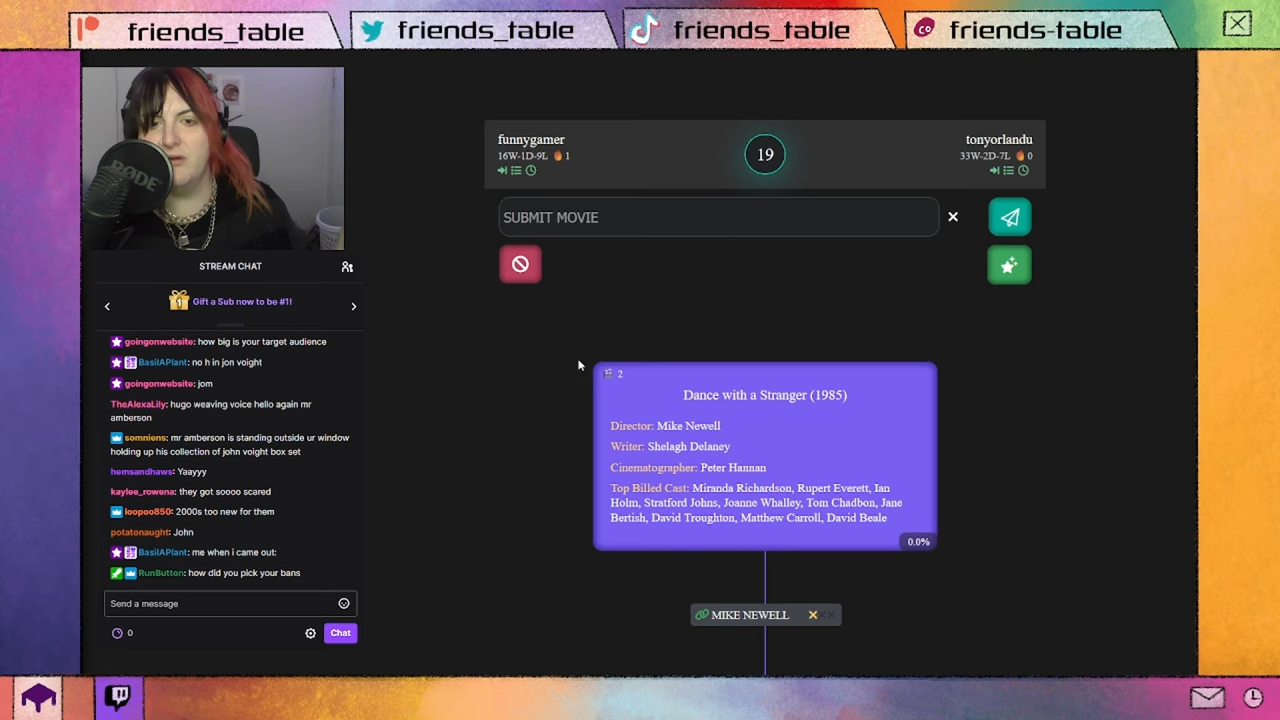 friends_table
friends_table
friends_table
co
friends-table
RØDE
funnygamer
16W-1D-9L 1
19
tonyorlandu
33W-2D-7L 0
SUBMIT MOVIE
STREAM CHAT
1
Gift a Sub now to be #1!
goingonwebsite: how big is your target audience
BasilAPlant: no h in jon voight
goingonwebsite: jom
TheAlexaLily: hugo weaving voice hello again mr
amberson
somniens: mr amberson is standing outside ur window
holding up his collection of john voight box set
hemsandhaws: Yaayyy
kaylee_rowena: they got soooo scared
loopoo850: 2000s too new for them
potatonaught: John
BasilAPlant: me when i came out:
RunButton: how did you pick your bans
Send a message
0
Chat
2
Dance with a Stranger (1985)
Director: Mike Newell
Writer: Shelagh Delaney
Cinematographer: Peter Hannan
Top Billed Cast: Miranda Richardson, Rupert Everett, Ian
Holm, Stratford Johns, Joanne Whalley, Tom Chadbon, Jane
Bertish, David Troughton, Matthew Carroll, David Beale
0.0%
MIKE NEWELL